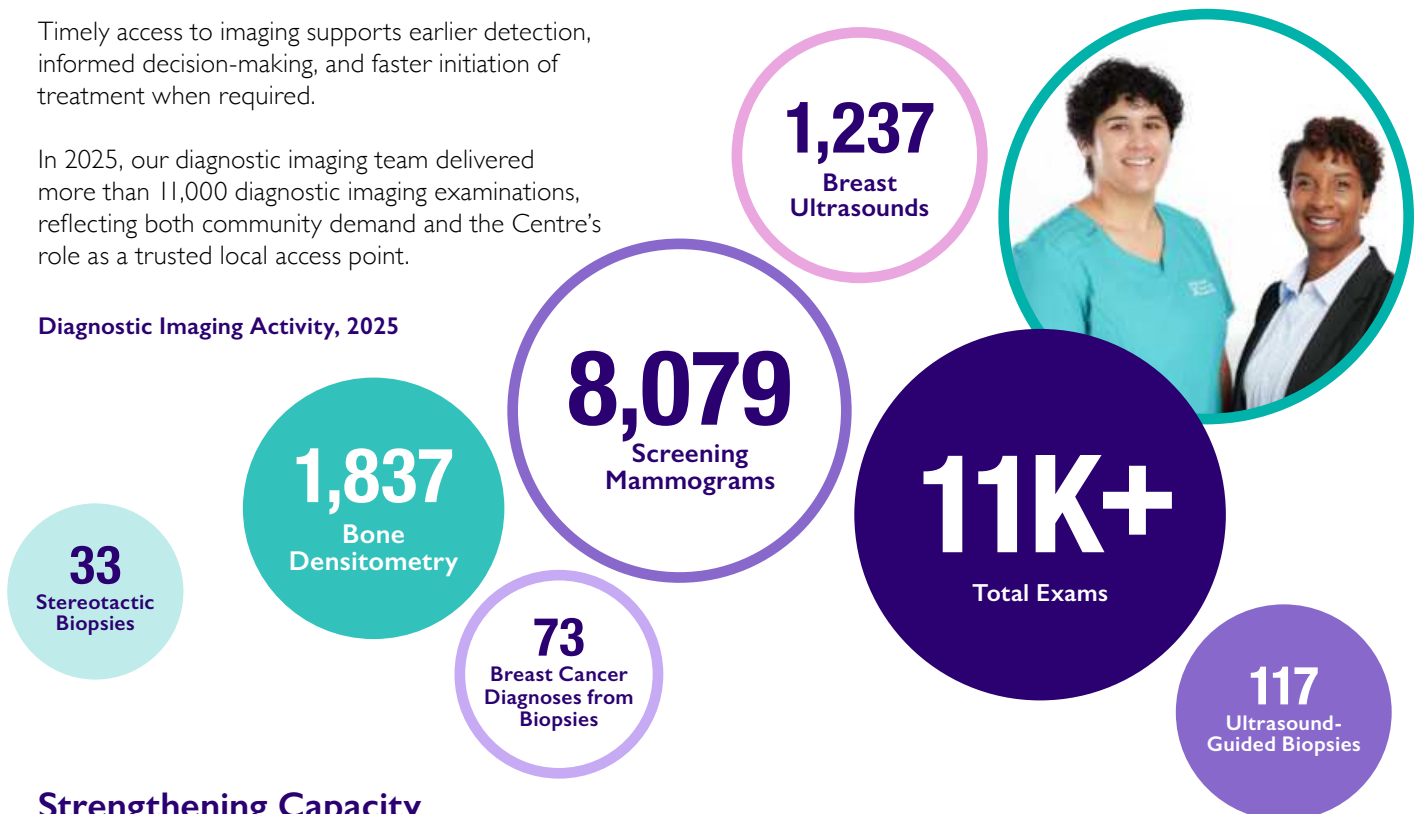 Timely access to imaging supports earlier detection,
informed decision-making, and faster initiation of
treatment when required.
In 2025, our diagnostic imaging team delivered
more than 11,000 diagnostic imaging examinations,
reflecting both community demand and the Centre's
role as a trusted local access point.
Diagnostic Imaging Activity, 2025
1,237
Breast
Ultrasounds
8,079
Screening
Mammograms
1,837
Bone
Densitometry
11K+
Total Exams
33
Stereotactic
Biopsies
73
Breast Cancer
Diagnoses from
Biopsies
117
Ultrasound-
Guided Biopsies
Strengthening Capacity